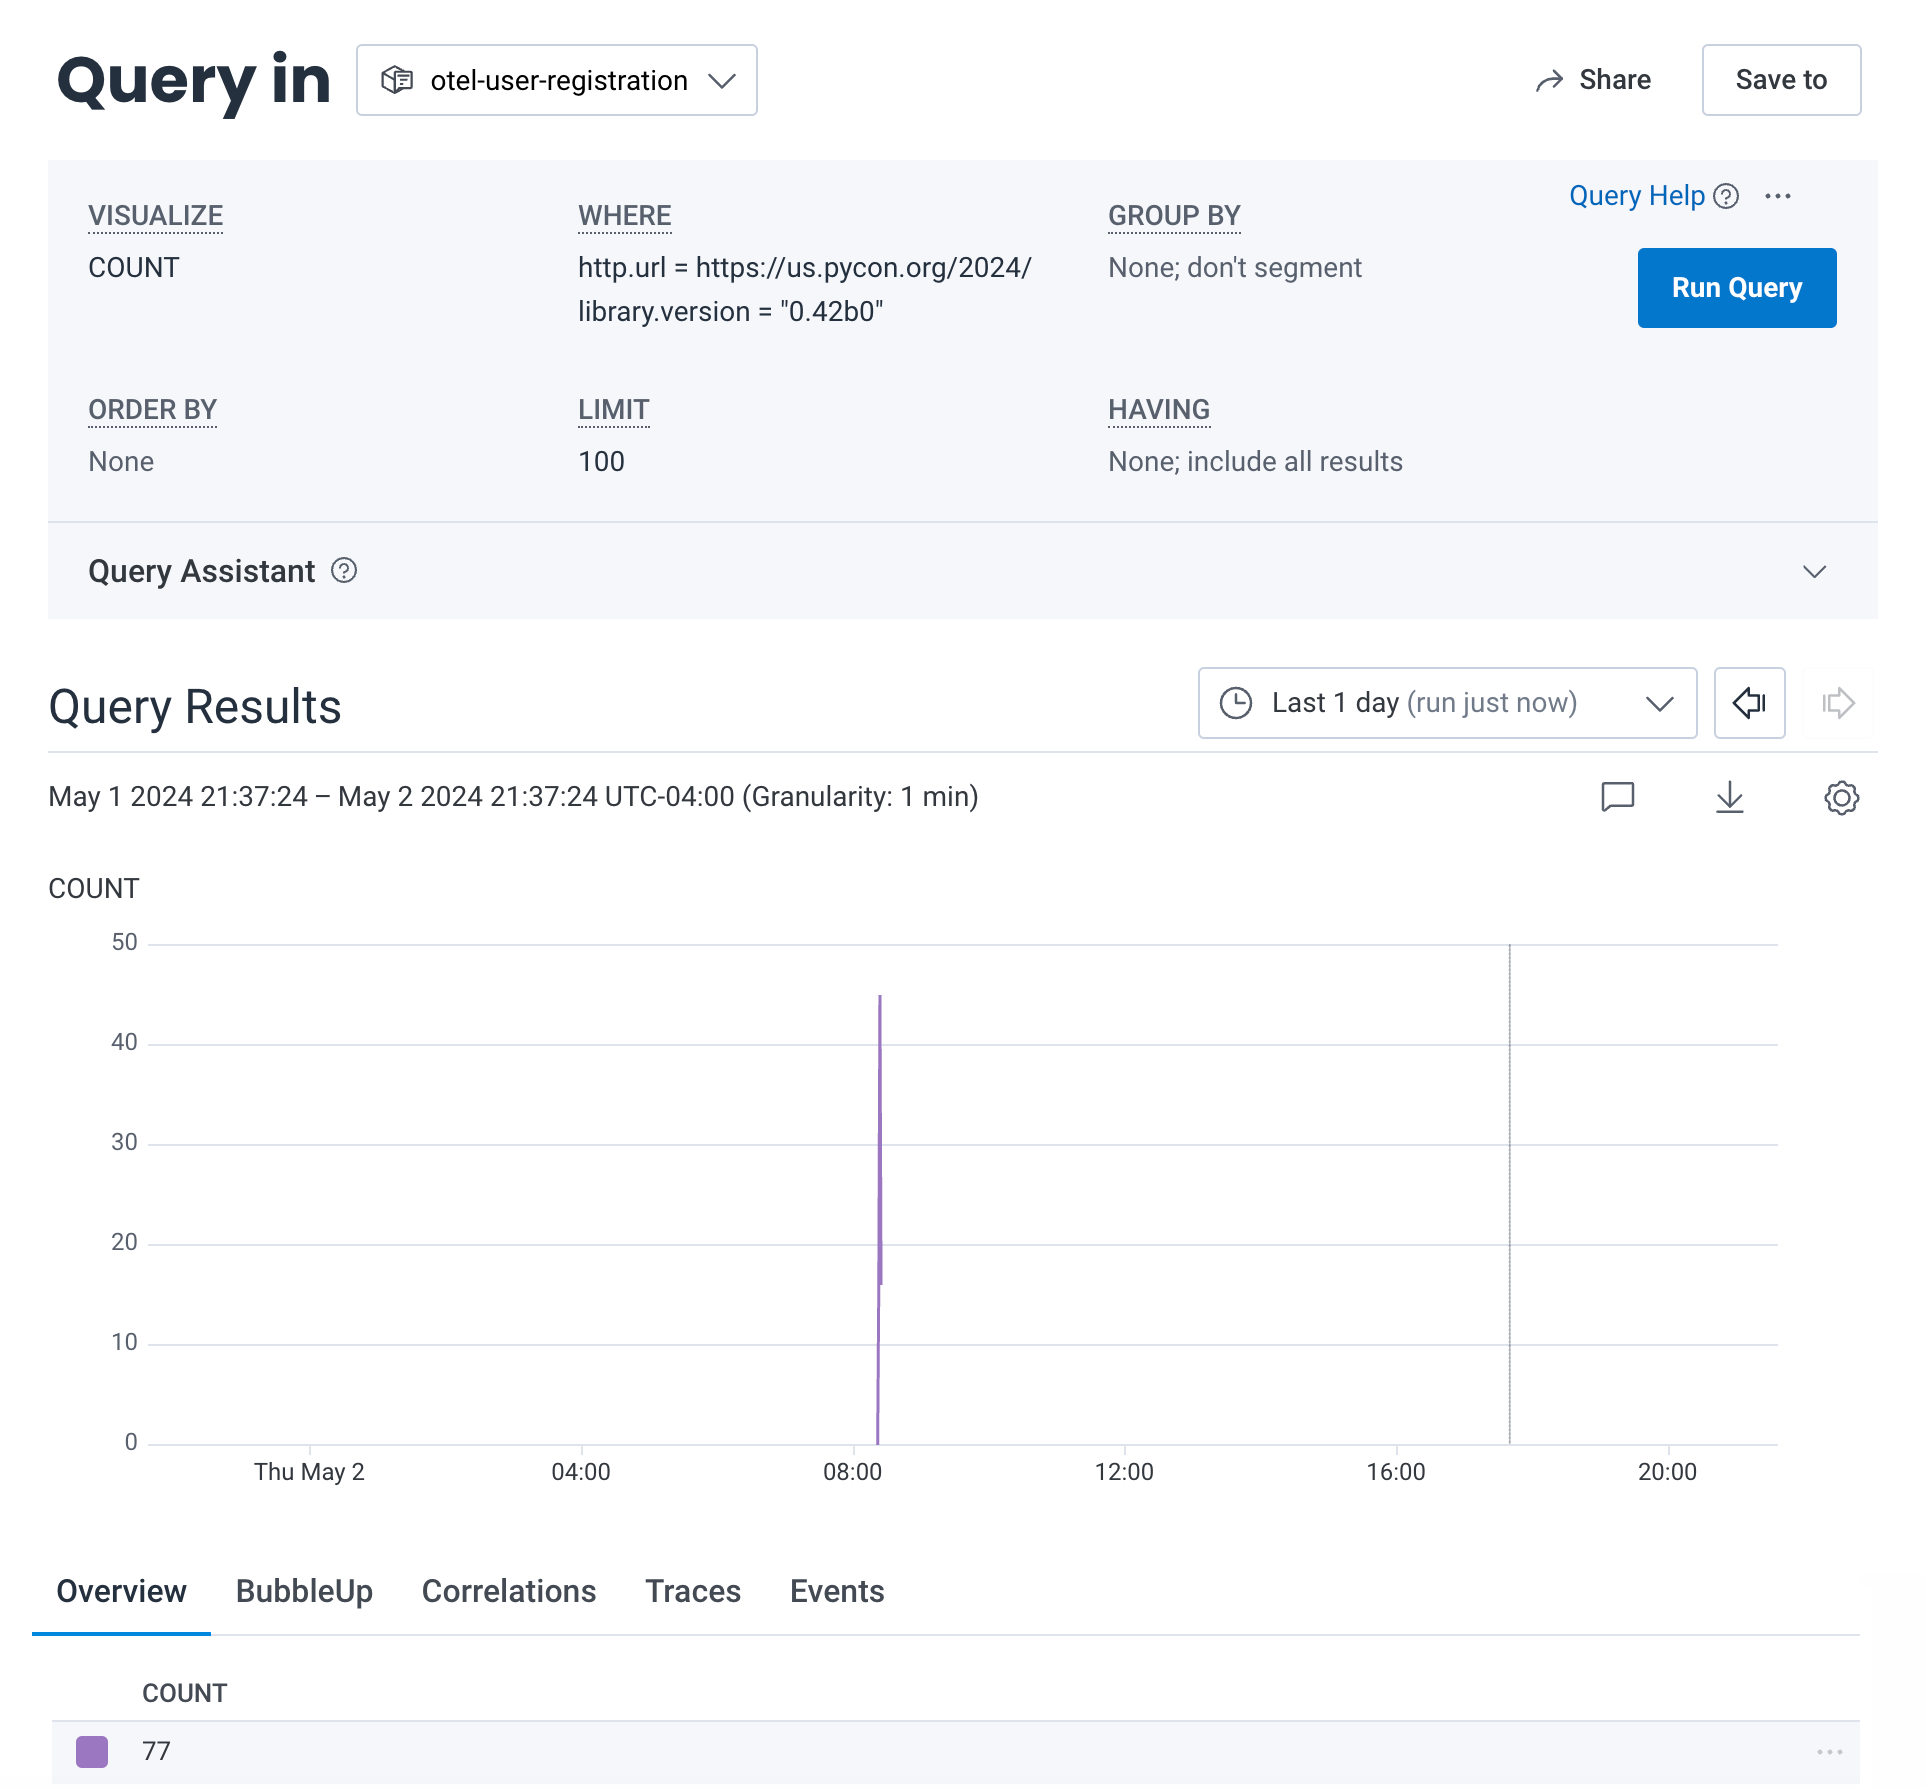 Query in otel-user-registration Share Save to
Query Help ...
VISUALIZE WHERE GROUP BY
COUNT http.url = https://us.pycon.org/2024/ None; don't segment
Run Query
library.version = "0.42b0"
ORDER BY LIMIT HAVING
None 100 None; include all results
Query Assistant
Query Results Last 1 day (run just now)
May 1 2024 21:37:24 – May 2 2024 21:37:24 UTC-04:00 (Granularity: 1 min)
COUNT
50
40
30
20
10
0
Thu May 2 04:00 08:00 12:00 16:00 20:00
Overview BubbleUp Correlations Traces Events
COUNT
77 ...